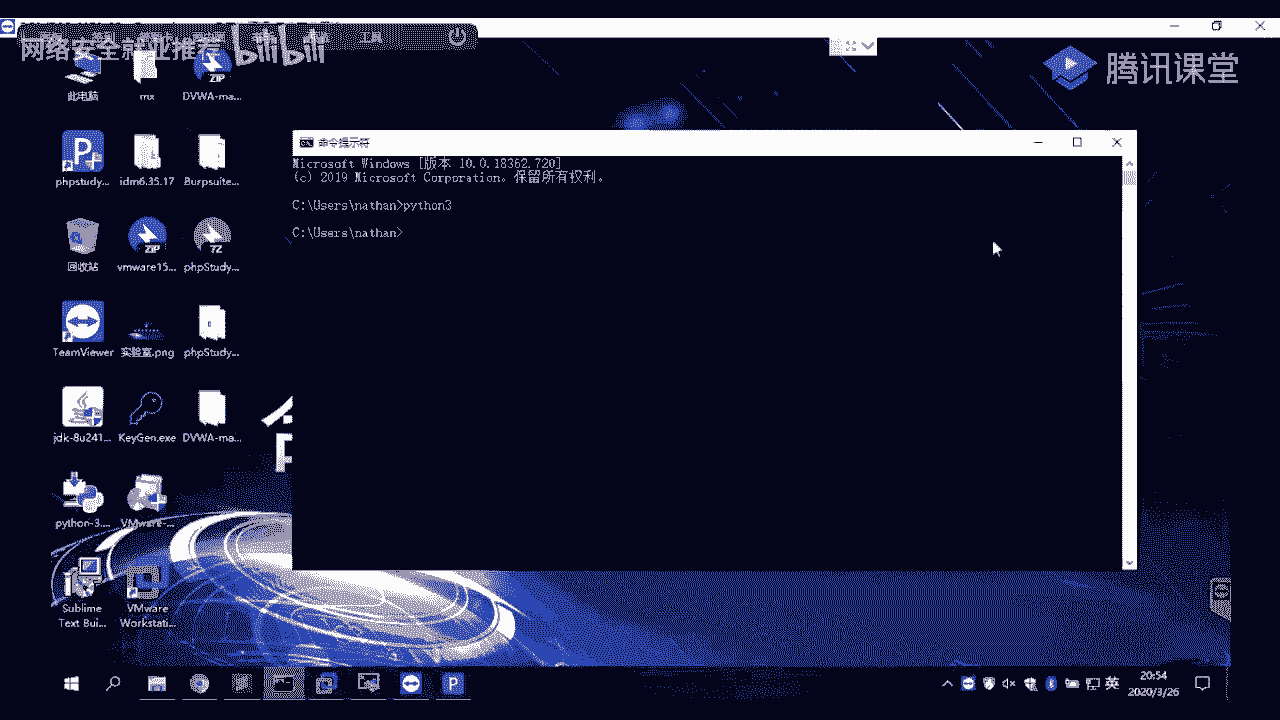 网络安全就业推荐 bilibili
腾讯课堂
工具
此电脑
mx
DVWA-ma...
phpstudy...
idm6.35.17
Burpsuite...
回收站
vmware15...
phpStudy...
TeamViewer
实验室.png
phpStudy...
jdk-8u241...
KeyGen.exe
DVWA-ma...
python-3....
VMware-...
Sublime
Text Bui...
VMware
Workstati...
命令提示符
Microsoft Windows [版本 10.0.18362.720]
(c) 2019 Microsoft Corporation。保留所有权利。
C:\Users\nathan>python3
C:\Users\nathan>
英
20:54
2020/3/26